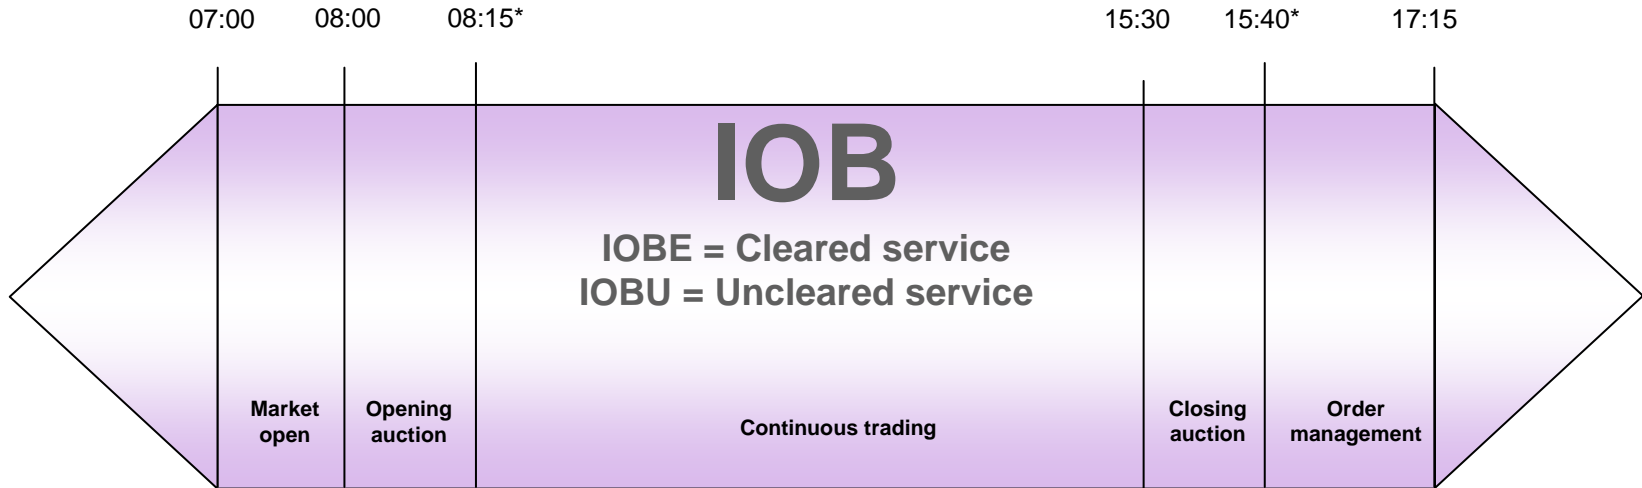 07:00 08:00 08:15* 15:30 15:40* 17:15
IOB
IOBE = Cleared service
IOBU = Uncleared service
Market
open
Opening
auction
Continuous trading
Closing
auction
Order
management